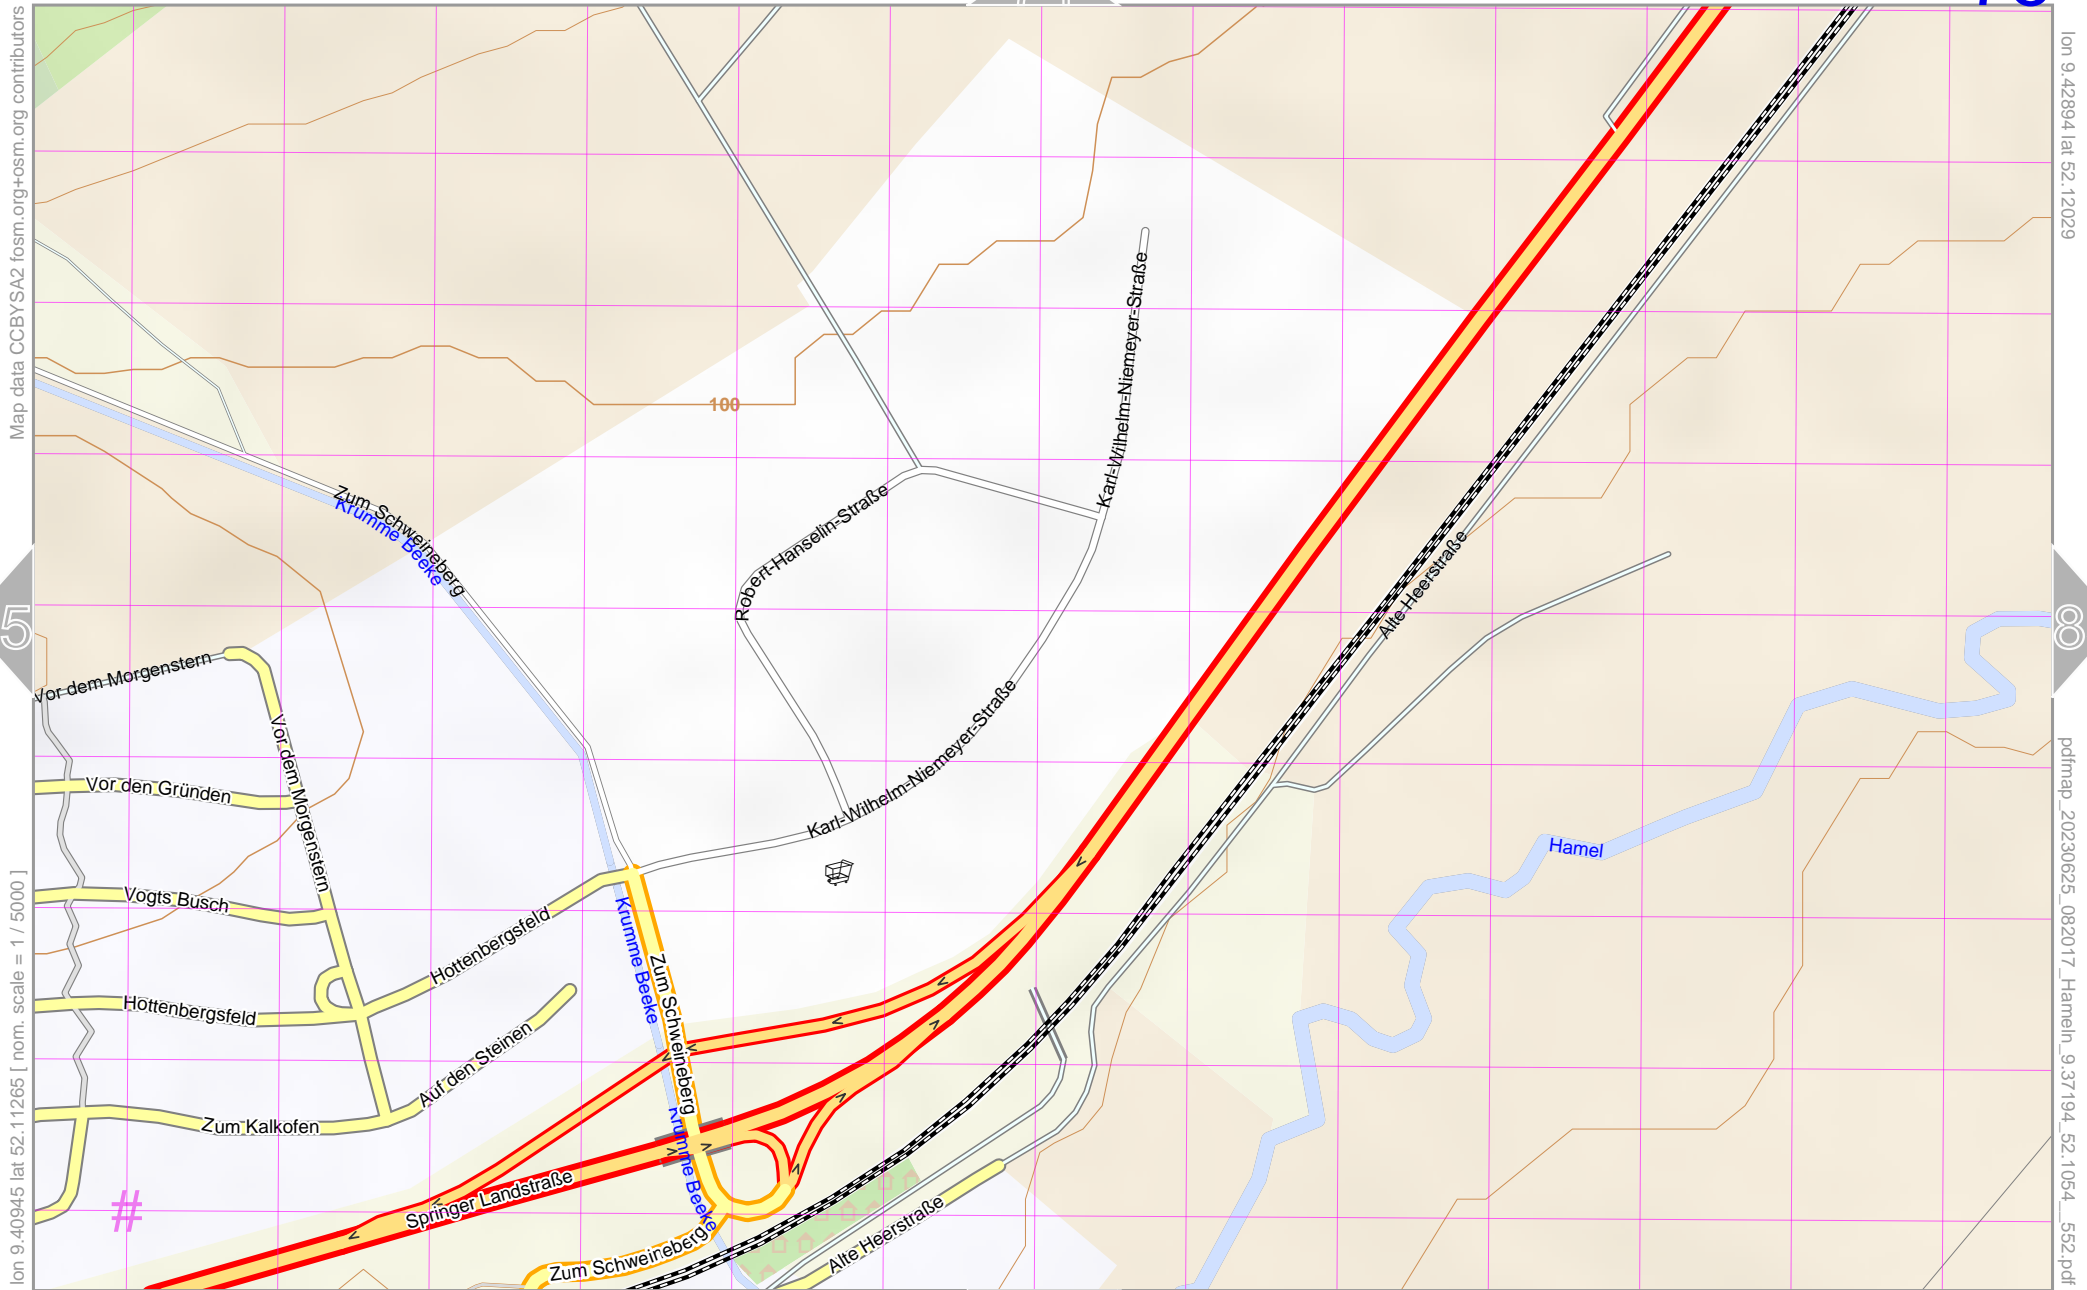 Map data CCBYSA2 fosm.org+osm.org contributors
lon 9.42894 lat 52.12029
Karl-Wilhelm-Niemeyer-Straße
Karl-Wilhelm-Niemeyer-Straße
100
Zum Schweineberg
Krumme Beeke
Robert-Hanselin-Straße
Alte Heerstraße
5
8
Vor dem Morgenstern
Vor dem Morgenstern
Vor den Gründen
Karl-Wilhelm-Niemeyer-Straße
Hamel
Vogts Busch
Hottenbergsfeld
Krumme Beeke
Zum Schweineberg
Hottenbergsfeld
Auf den Steinen
Zum Kalkofen
Krumme Beeke
Springer Landstraße
#
Zum Schweineberg
Alte Heerstraße
lon 9.40945 lat 52.11265 [ nom. scale = 1 / 5000 ]
pdfmap_20230625_082017_Hameln_9.37194_52.1054__552.pdf